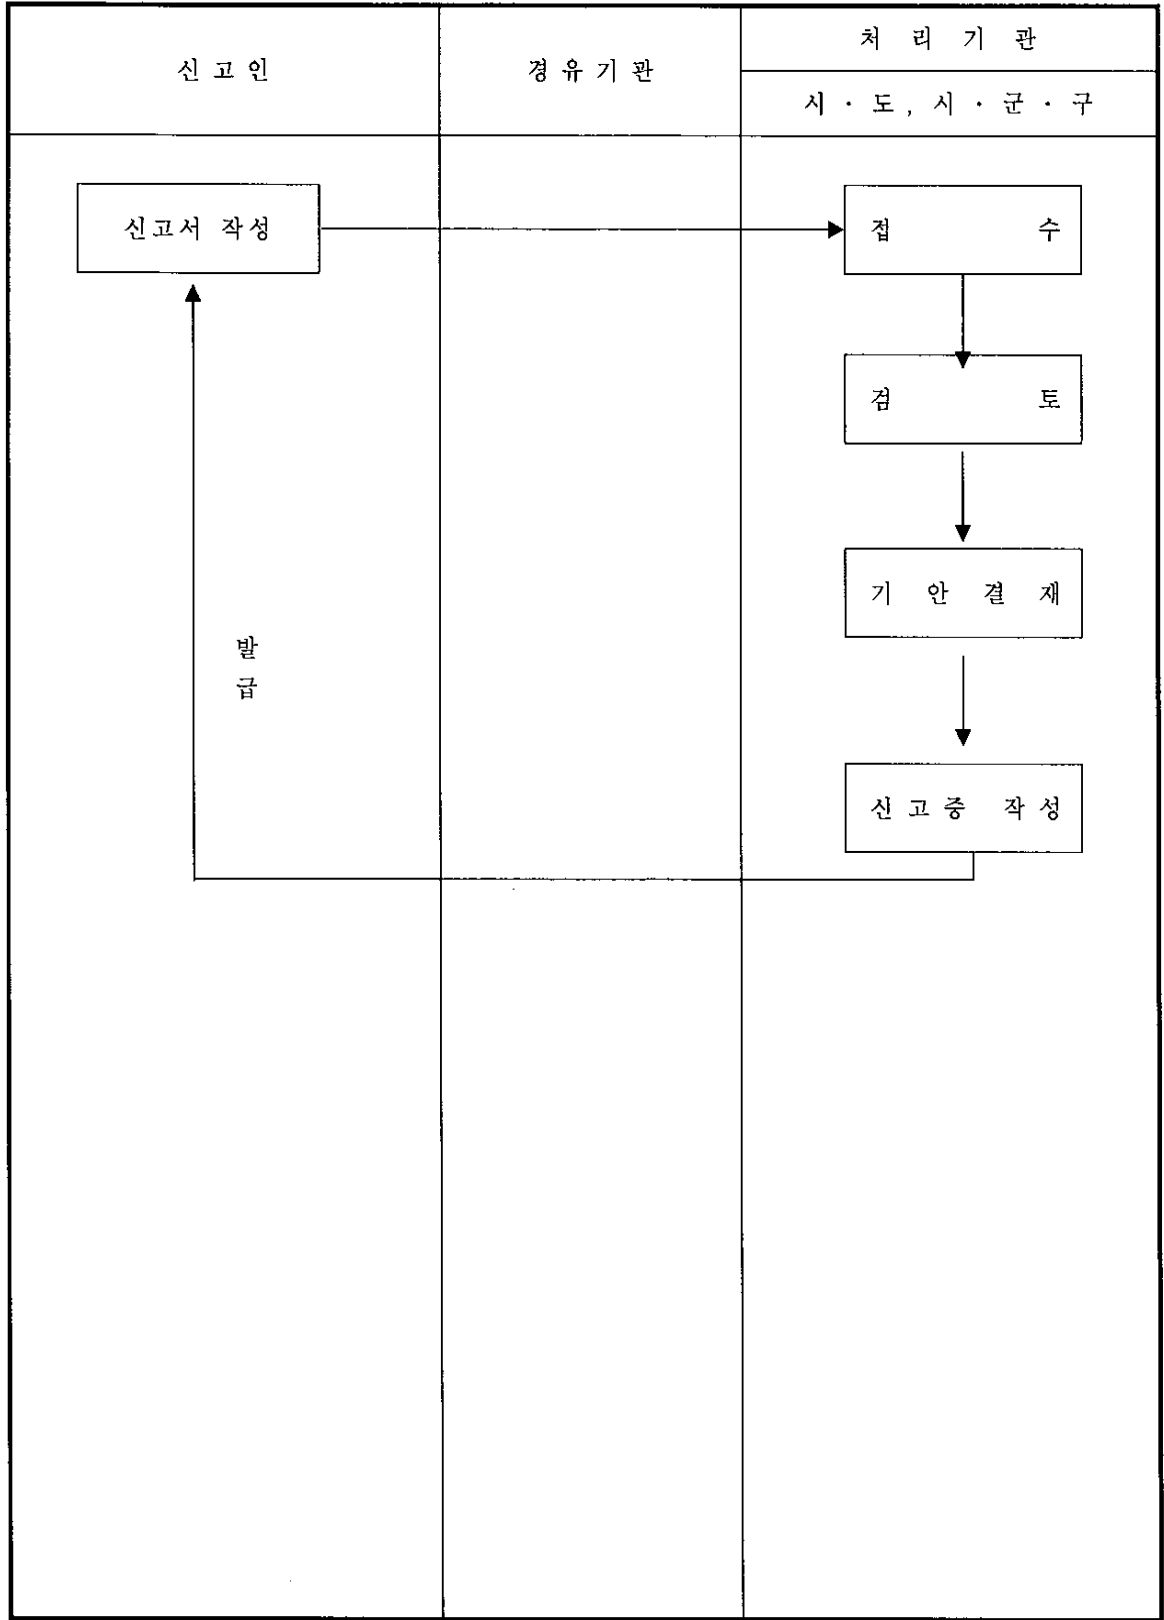 신고인
경유기관
처 리 기 관
시 · 도, 시 · 군 · 구
신고서 작성
접 수
검 토
기 안 결 재
발
급
신 고 증 작 성